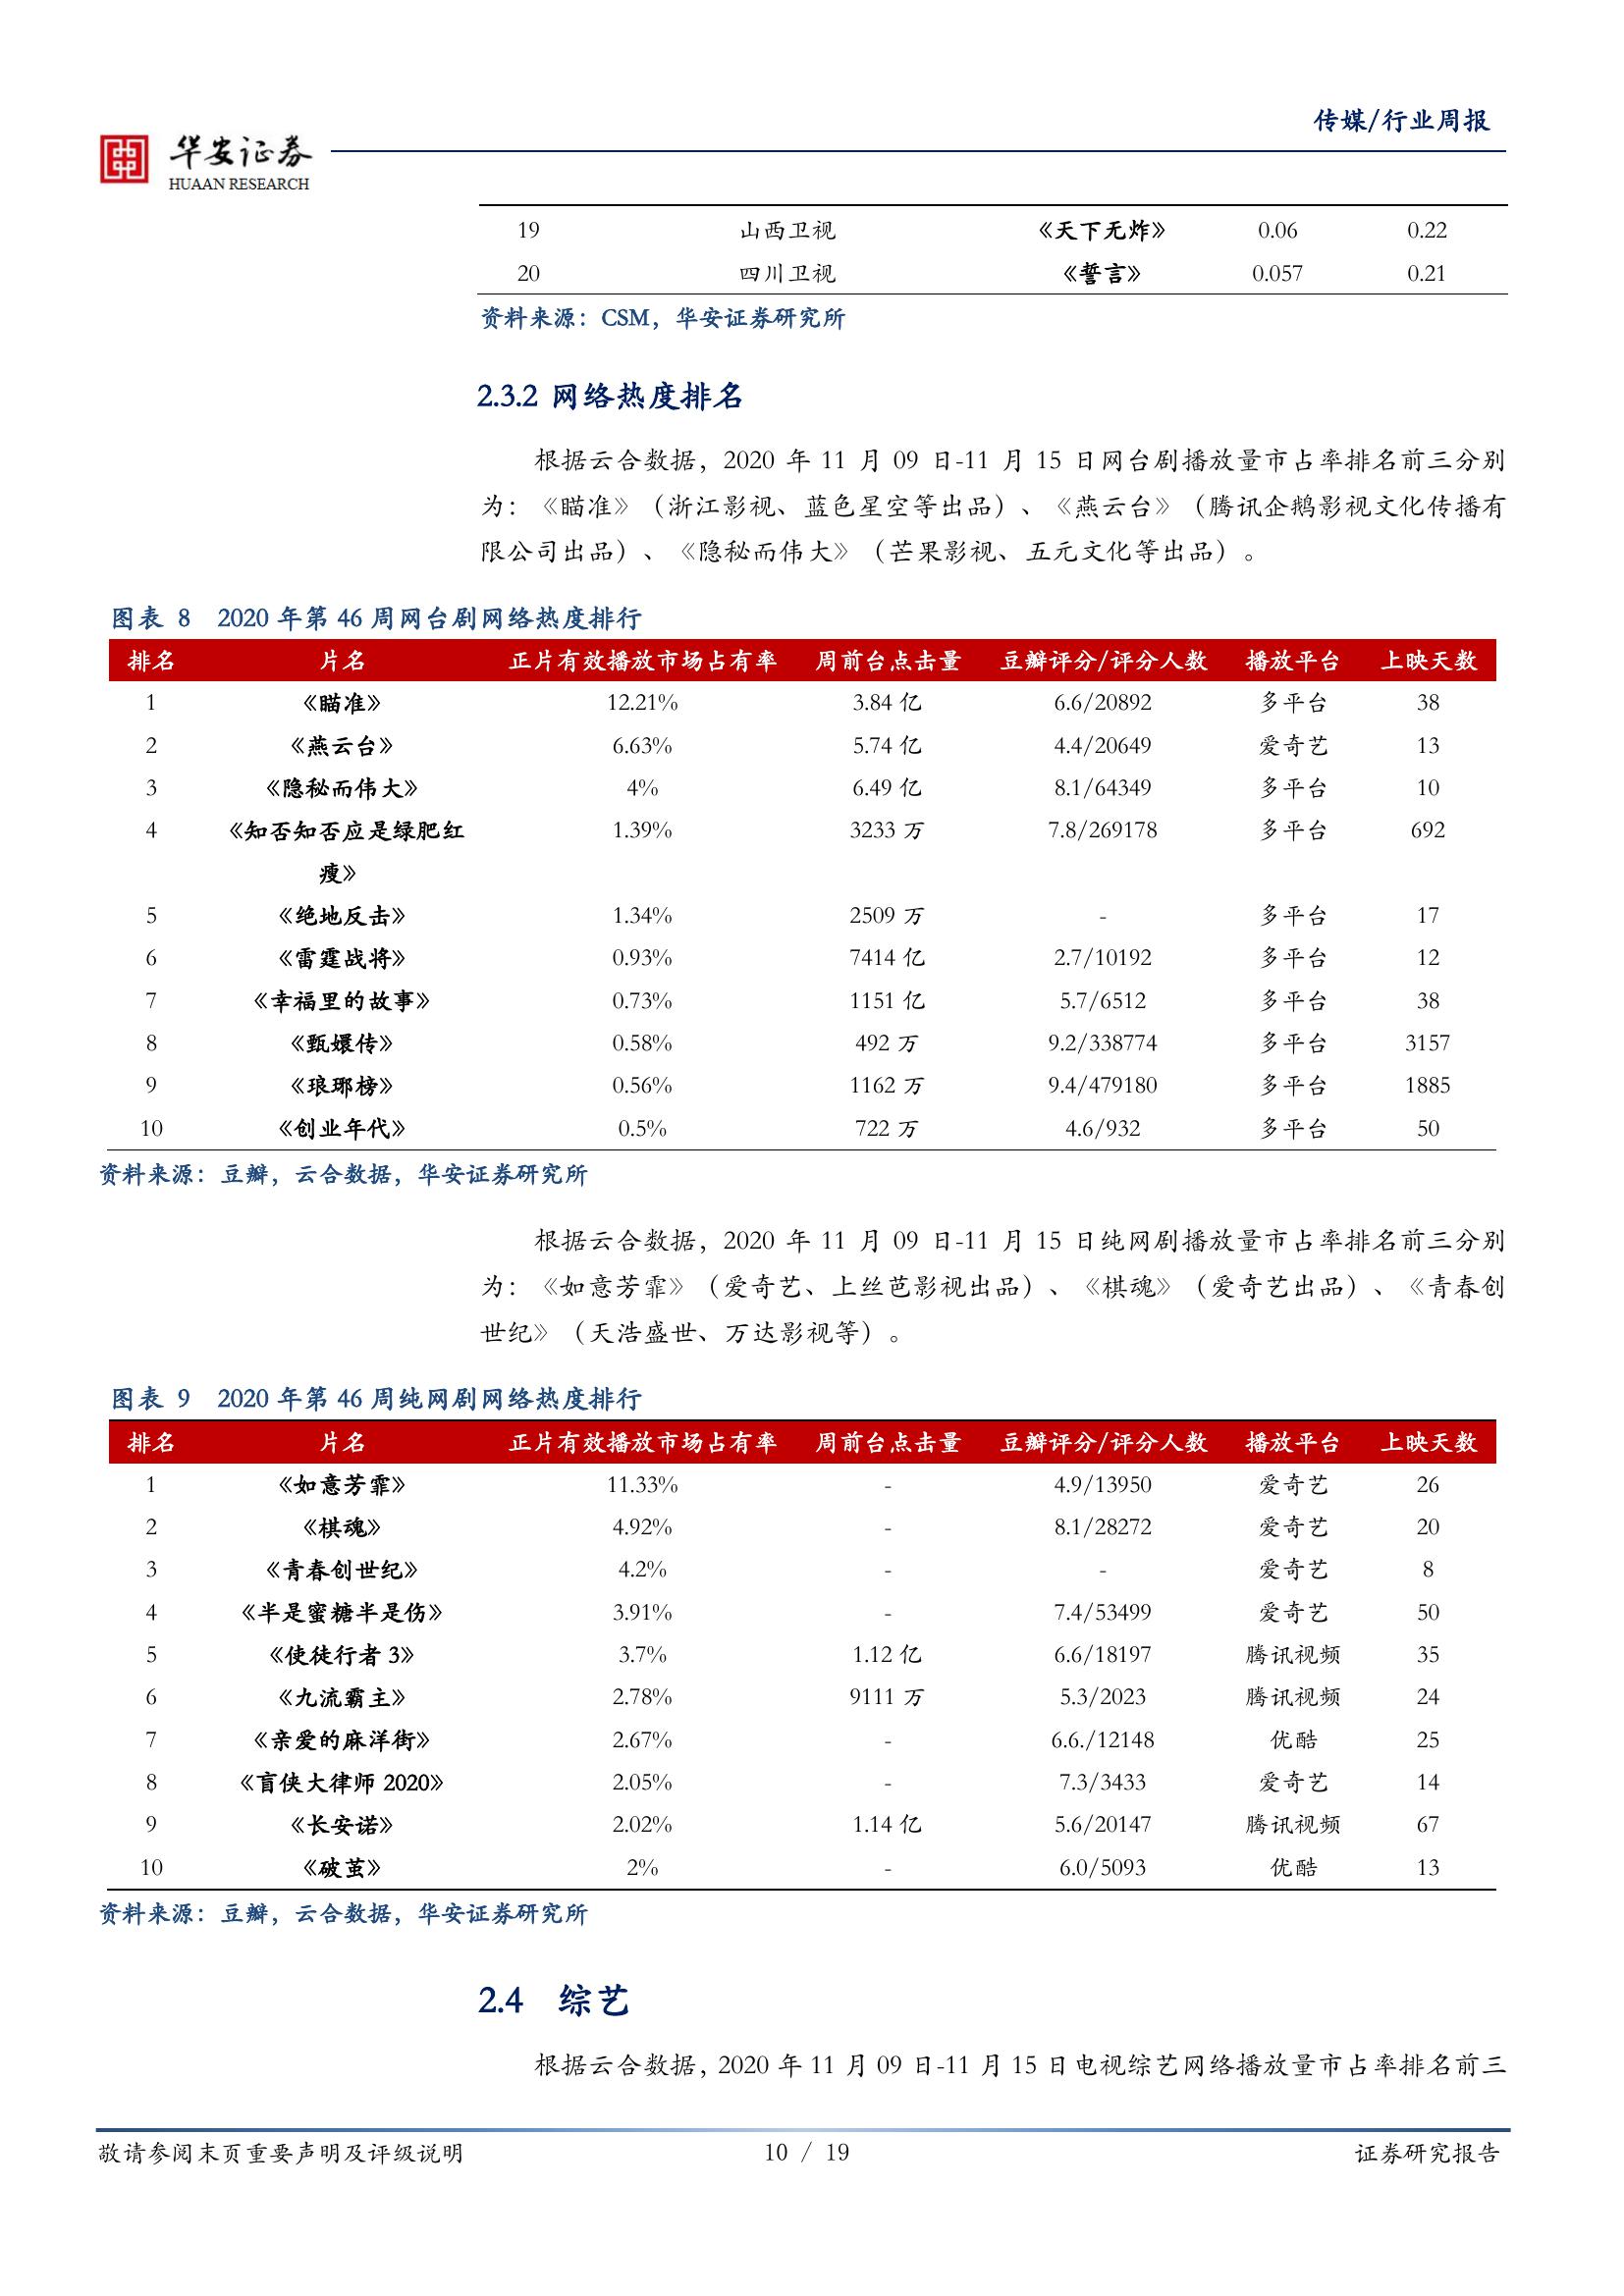 传媒/行业周报
华安证券
HUAAN RESEARCH
19 山西卫视 《天下无炸》 0.06 0.22
20 四川卫视 《誓言》 0.057 0.21
资料来源：CSM，华安证券研究所
2.3.2 网络热度排名
根据云合数据，2020 年 11 月 09 日-11 月 15 日网台剧播放量市占率排名前三分别
为：《瞄准》（浙江影视、蓝色星空等出品）、《燕云台》（腾讯企鹅影视文化传播有
限公司出品）、《隐秘而伟大》（芒果影视、五元文化等出品）。
图表 8 2020 年第 46 周网台剧网络热度排行
排名 片名 正片有效播放市场占有率 周前台点击量 豆瓣评分/评分人数 播放平台 上映天数
1 《瞄准》 12.21% 3.84 亿 6.6/20892 多平台 38
2 《燕云台》 6.63% 5.74 亿 4.4/20649 爱奇艺 13
3 《隐秘而伟大》 4% 6.49 亿 8.1/64349 多平台 10
4 《知否知否应是绿肥红 1.39% 3233 万 7.8/269178 多平台 692
瘦》
5 《绝地反击》 1.34% 2509 万 - 多平台 17
6 《雷霆战将》 0.93% 7414 亿 2.7/10192 多平台 12
7 《幸福里的故事》 0.73% 1151 亿 5.7/6512 多平台 38
8 《甄嬛传》 0.58% 492 万 9.2/338774 多平台 3157
9 《琅琊榜》 0.56% 1162 万 9.4/479180 多平台 1885
10 《创业年代》 0.5% 722 万 4.6/932 多平台 50
资料来源：豆瓣，云合数据，华安证券研究所
根据云合数据，2020 年 11 月 09 日-11 月 15 日纯网剧播放量市占率排名前三分别
为：《如意芳霏》（爱奇艺、上丝芭影视出品）、《棋魂》（爱奇艺出品）、《青春创
世纪》（天浩盛世、万达影视等）。
图表 9 2020 年第 46 周纯网剧网络热度排行
排名 片名 正片有效播放市场占有率 周前台点击量 豆瓣评分/评分人数 播放平台 上映天数
1 《如意芳霏》 11.33% - 4.9/13950 爱奇艺 26
2 《棋魂》 4.92% - 8.1/28272 爱奇艺 20
3 《青春创世纪》 4.2% - - 爱奇艺 8
4 《半是蜜糖半是伤》 3.91% - 7.4/53499 爱奇艺 50
5 《使徒行者 3》 3.7% 1.12 亿 6.6/18197 腾讯视频 35
6 《九流霸主》 2.78% 9111 万 5.3/2023 腾讯视频 24
7 《亲爱的麻洋街》 2.67% - 6.6./12148 优酷 25
8 《盲侠大律师 2020》 2.05% - 7.3/3433 爱奇艺 14
9 《长安诺》 2.02% 1.14 亿 5.6/20147 腾讯视频 67
10 《破茧》 2% - 6.0/5093 优酷 13
资料来源：豆瓣，云合数据，华安证券研究所
2.4 综艺
根据云合数据，2020 年 11 月 09 日-11 月 15 日电视综艺网络播放量市占率排名前三
敬请参阅末页重要声明及评级说明 10 / 19 证券研究报告